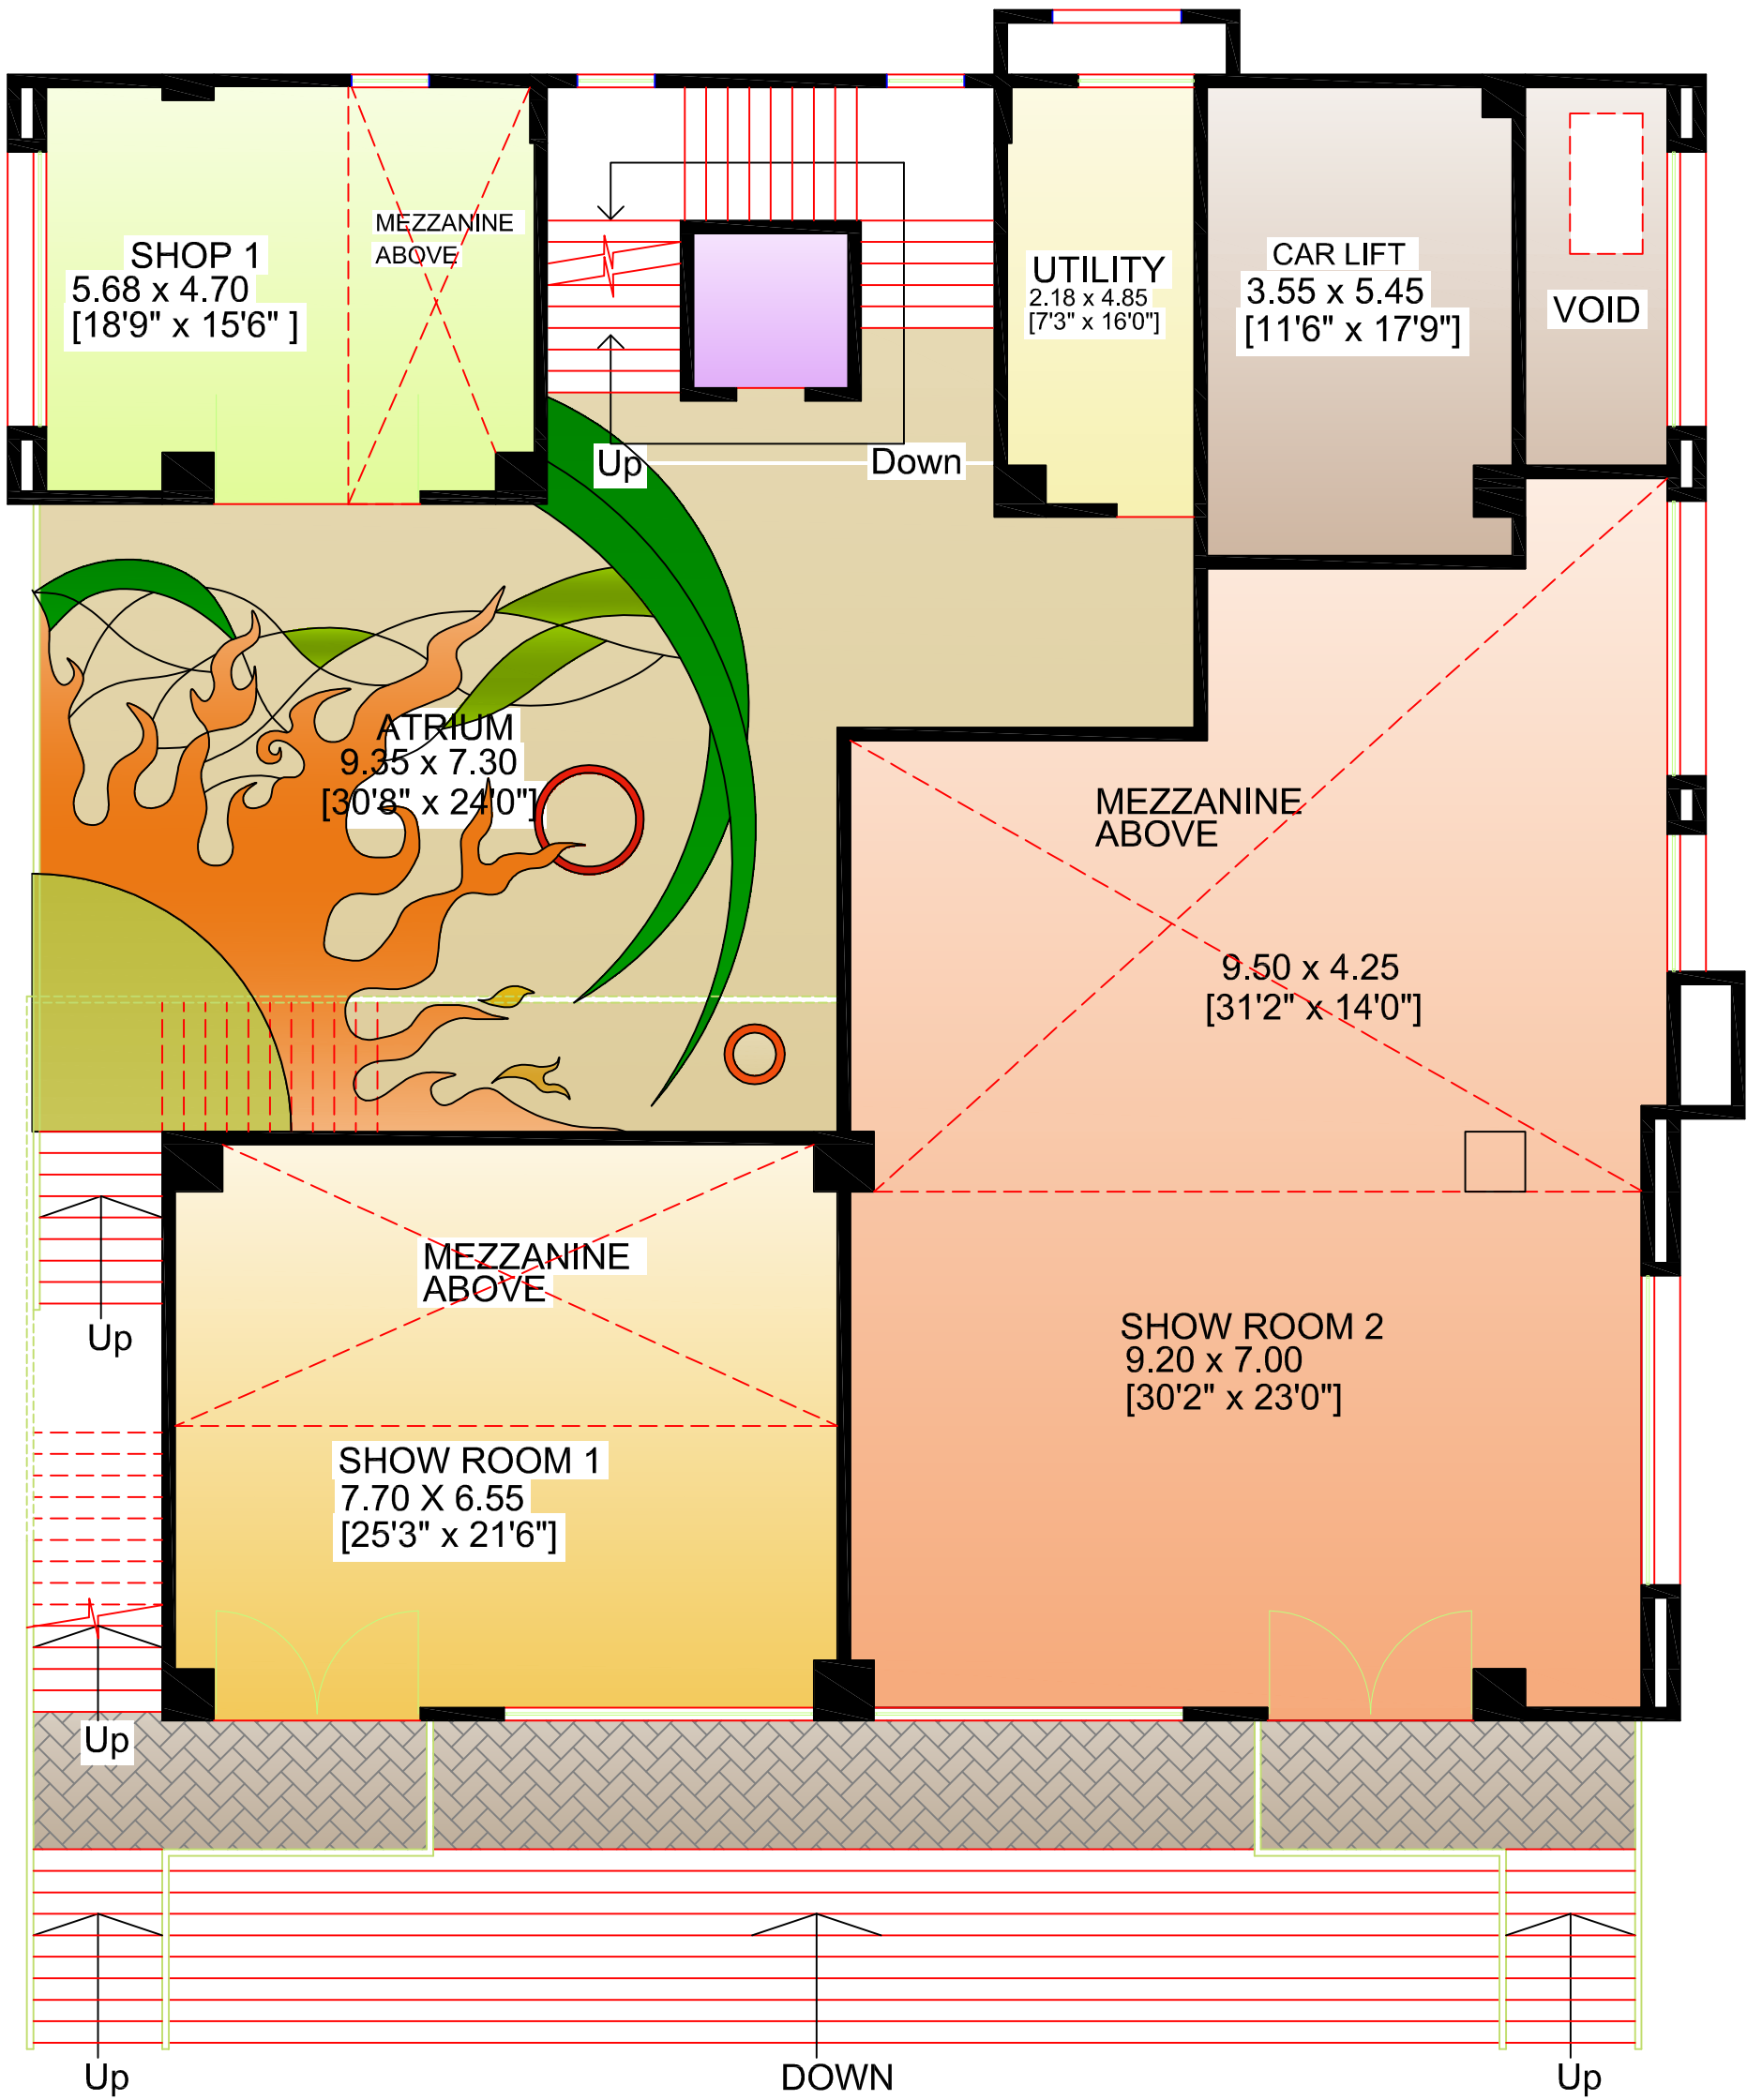 SHOP 1
5.68 x 4.70
[18'9" x 15'6" ]
MEZZANINE
ABOVE
UTILITY
2.18 x 4.85
[7'3" x 16'0"]
CAR LIFT
3.55 x 5.45
[11'6" x 17'9"]
VOID
Up
Down
ATRIUM
9.35 x 7.30
[30'8" x 24'0"]
MEZZANINE
ABOVE
9.50 x 4.25
[31'2" x 14'0"]
MEZZANINE
ABOVE
Up
SHOW ROOM 2
9.20 x 7.00
[30'2" x 23'0"]
SHOW ROOM 1
7.70 X 6.55
[25'3" x 21'6"]
Up
Up
DOWN
Up